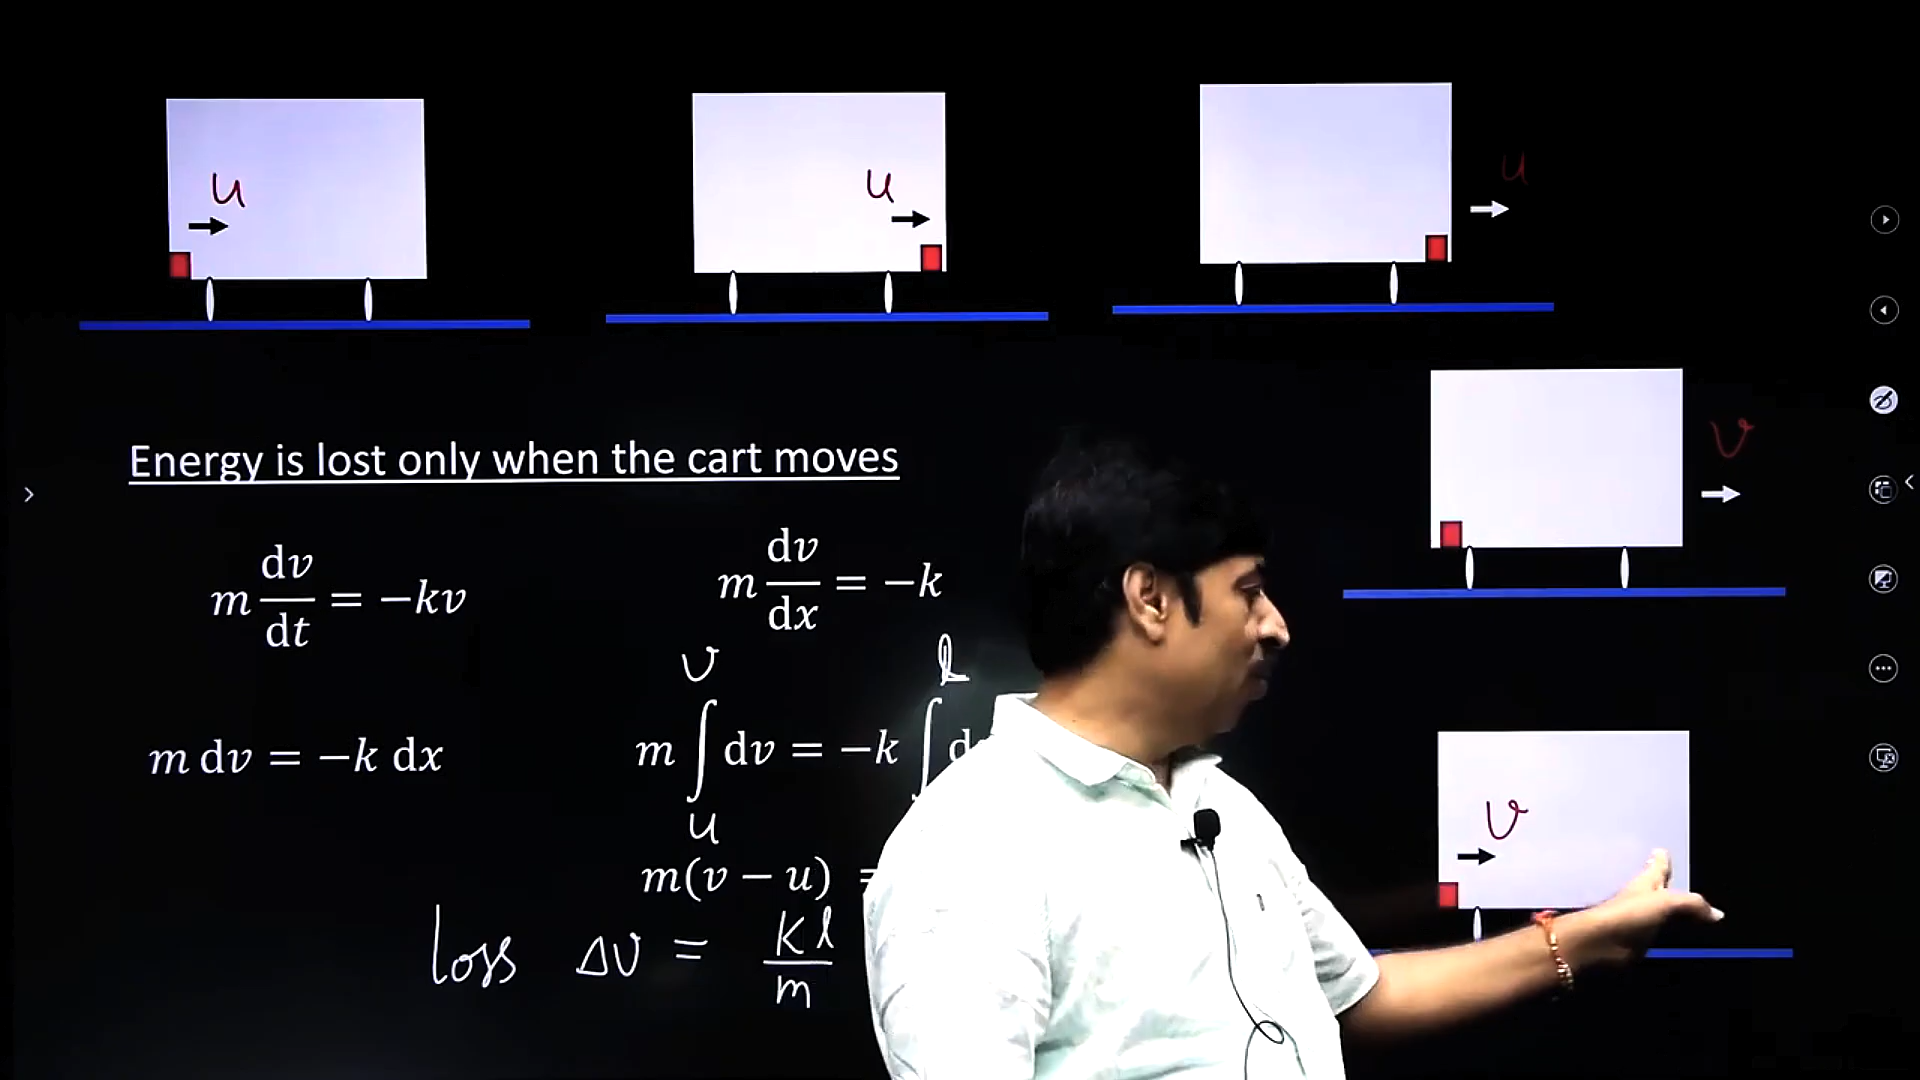 u
u
u
v
Energy is lost only when the cart moves
m dv/dt = −kv
m dv/dx = −k
m dv = −k dx
m ∫_u^v dv = −k ∫^l
v
m(v − u) =
loss Δv = kl/m